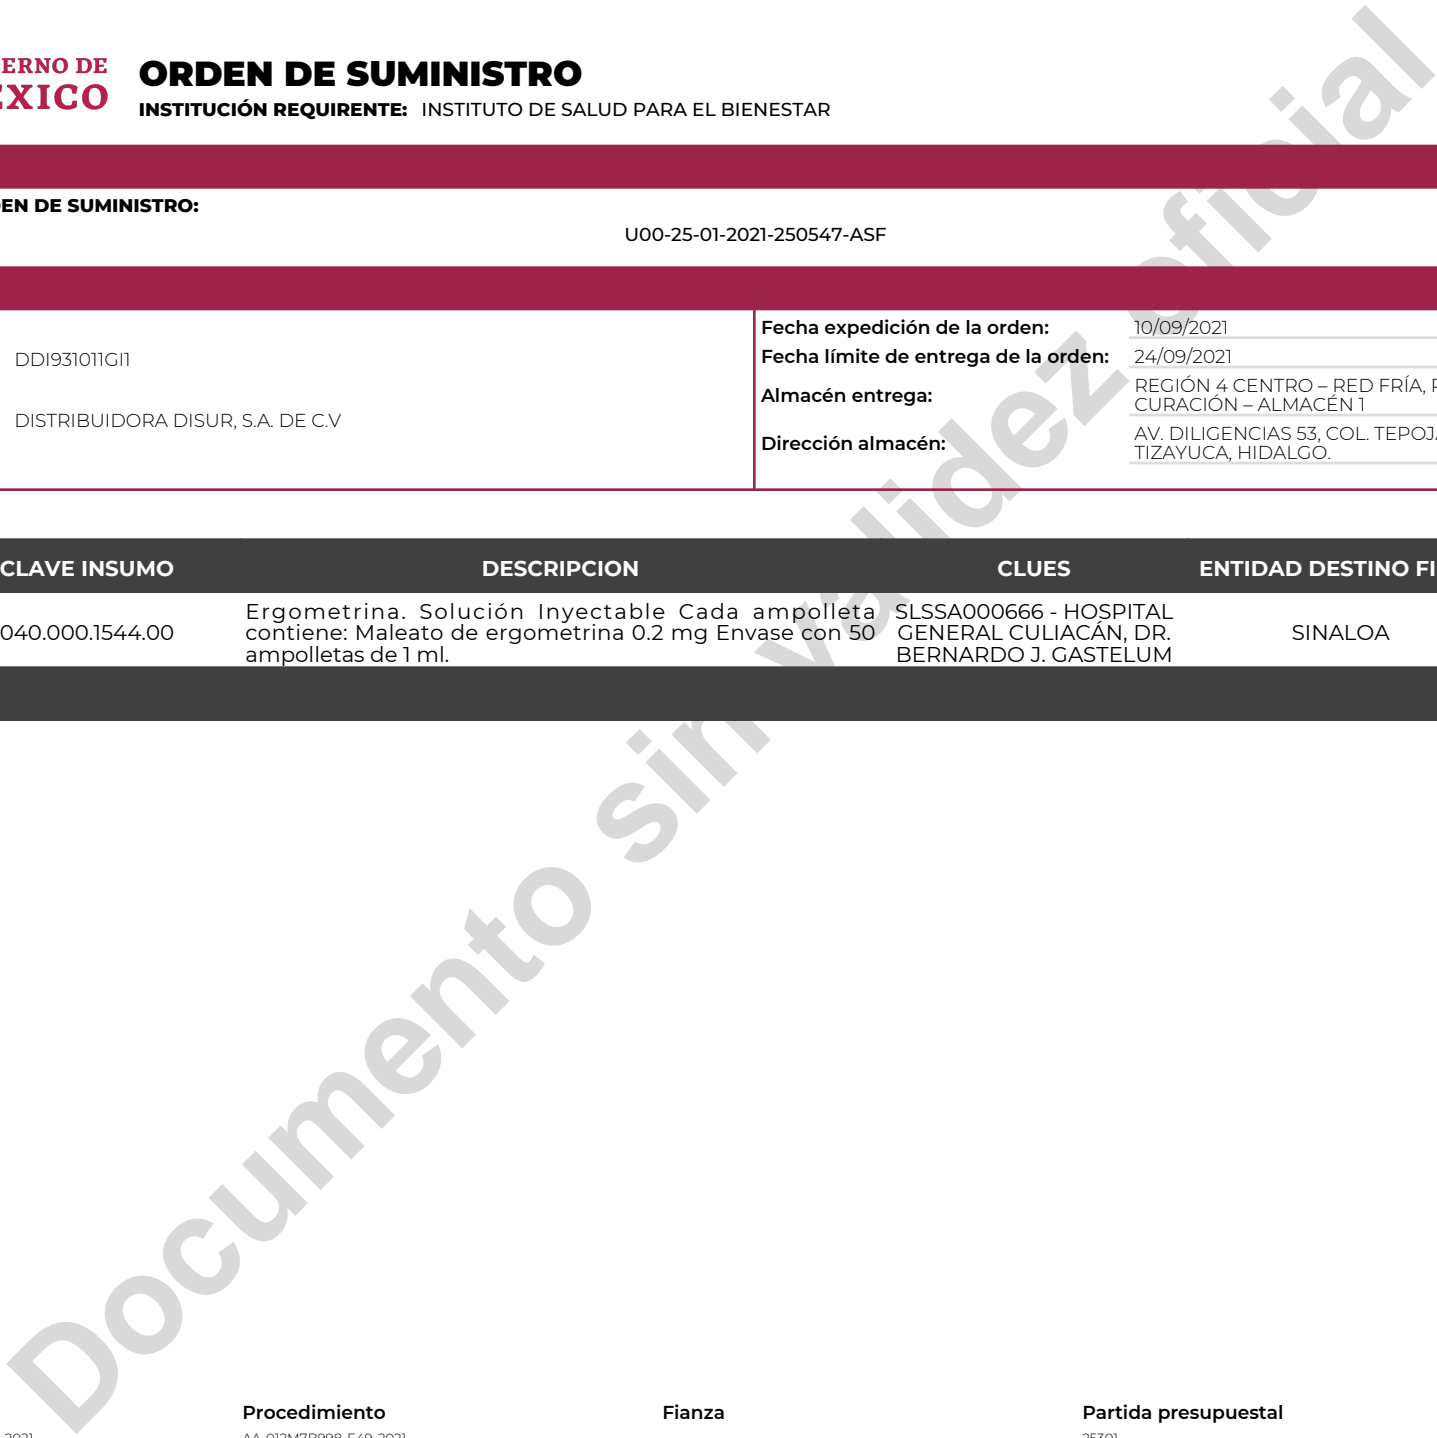 ERNO DE
EXICO
ORDEN DE SUMINISTRO
INSTITUCIÓN REQUIRENTE: INSTITUTO DE SALUD PARA EL BIENESTAR
EN DE SUMINISTRO:
U00-25-01-2021-250547-ASF
DDI931011GI1
DISTRIBUIDORA DISUR, S.A. DE C.V
Fecha expedición de la orden: 10/09/2021
Fecha límite de entrega de la orden: 24/09/2021
Almacén entrega: REGIÓN 4 CENTRO – RED FRÍA,
CURACIÓN – ALMACÉN 1
Dirección almacén: AV. DILIGENCIAS 53, COL. TEPOJA
TIZAYUCA, HIDALGO.
CLAVE INSUMO DESCRIPCION CLUES ENTIDAD DESTINO FI
040.000.1544.00
Ergometrina. Solución Inyectable Cada ampolleta
contiene: Maleato de ergometrina 0.2 mg Envase con 50
ampolletas de 1 ml.
SLSSA000666 - HOSPITAL
GENERAL CULIACÁN, DR.
BERNARDO J. GASTELUM
SINALOA
Documento sin validez oficial
Procedimiento Fianza Partida presupuestal